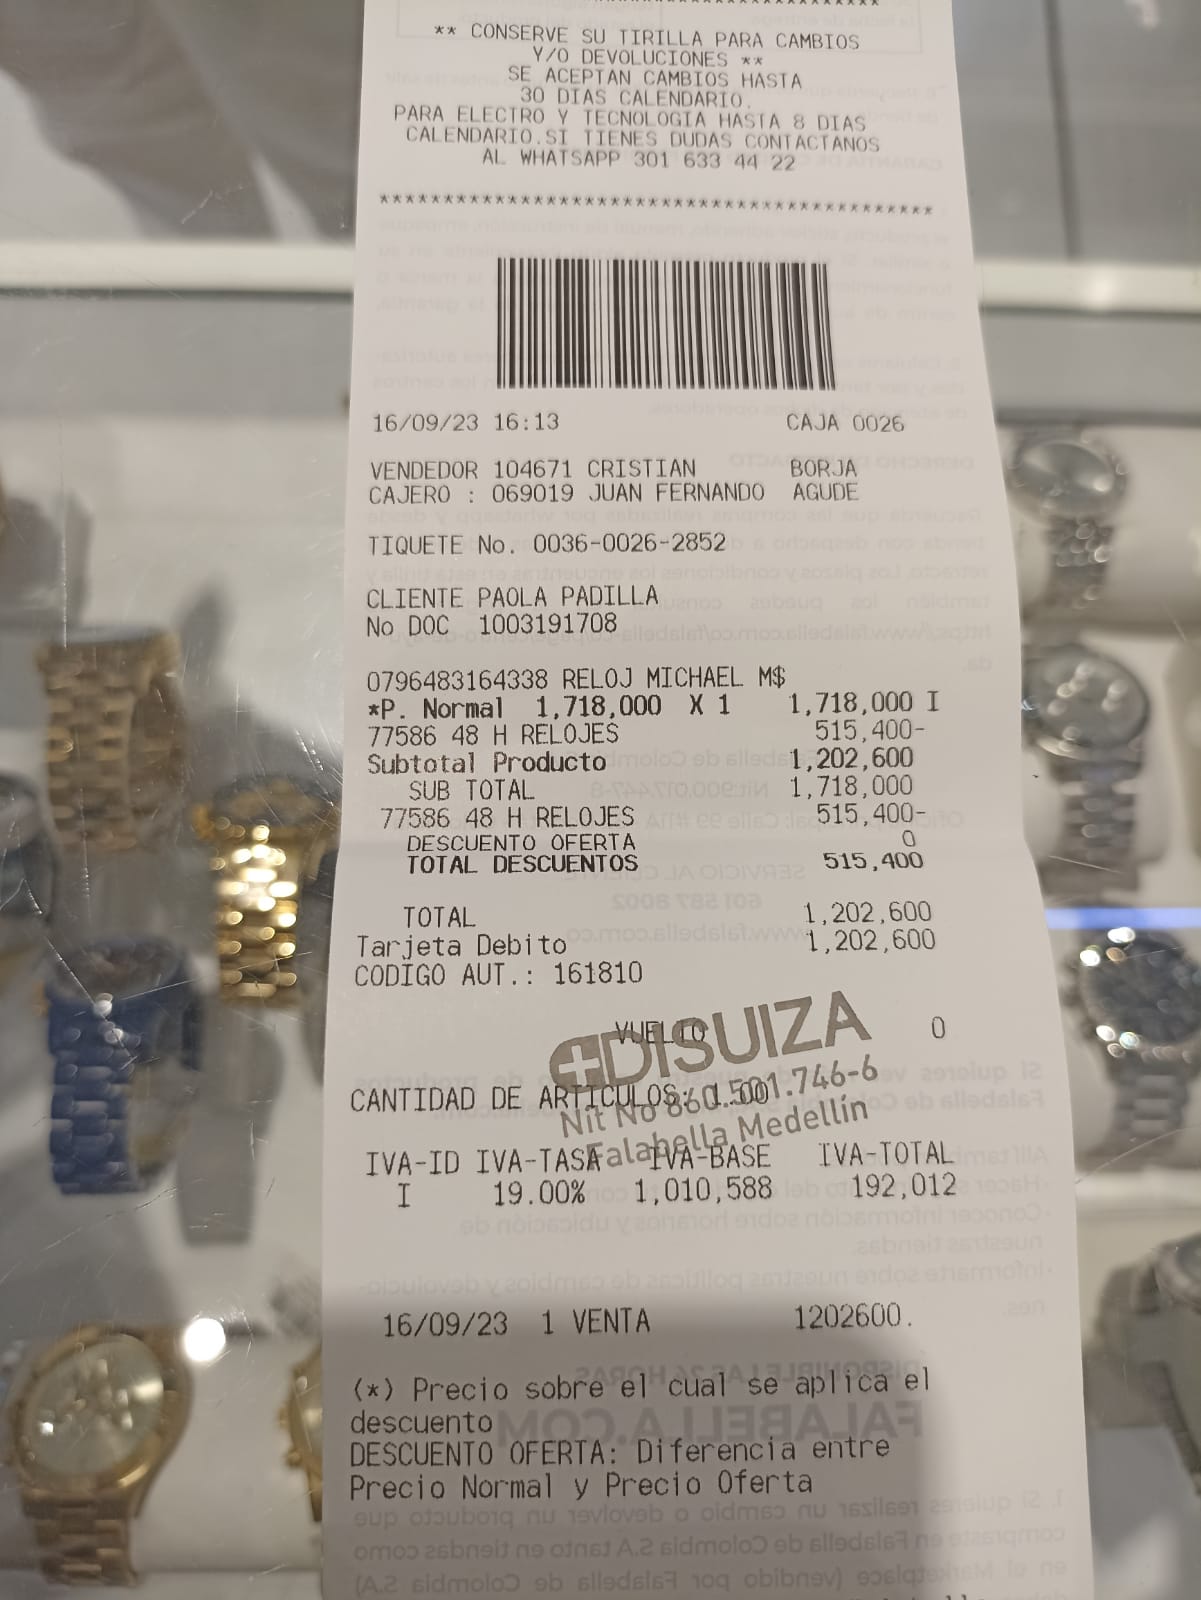 ** CONSERVE SU TIRILLA PARA CAMBIOS
Y/O DEVOLUCIONES **
SE ACEPTAN CAMBIOS HASTA
30 DIAS CALENDARIO.
PARA ELECTRO Y TECNOLOGIA HASTA 8 DIAS
CALENDARIO.SI TIENES DUDAS CONTACTANOS
AL WHATSAPP 301 633 44 22
******************************************
16/09/23 16:13 CAJA 0026
VENDEDOR 104671 CRISTIAN BORJA
CAJERO : 069019 JUAN FERNANDO AGUDE
TIQUETE No. 0036-0026-2852
CLIENTE PAOLA PADILLA
No DOC 1003191708
0796483164338 RELOJ MICHAEL M$
*P. Normal 1,718,000 X 1 1,718,000 I
77586 48 H RELOJES 515,400-
Subtotal Producto 1,202,600
SUB TOTAL 1,718,000
77586 48 H RELOJES 515,400-
DESCUENTO OFERTA 0
TOTAL DESCUENTOS 515,400
TOTAL 1,202,600
Tarjeta Debito 1,202,600
CODIGO AUT.: 161810
VUELTO 0
DISUIZA
CANTIDAD DE ARTICULOS:
Nit No 860.501.746-6
Falabella Medellín
IVA-ID IVA-TASA IVA-BASE IVA-TOTAL
I 19.00% 1,010,588 192,012
16/09/23 1 VENTA 1202600.
(*) Precio sobre el cual se aplica el
descuento
DESCUENTO OFERTA: Diferencia entre
Precio Normal y Precio Oferta